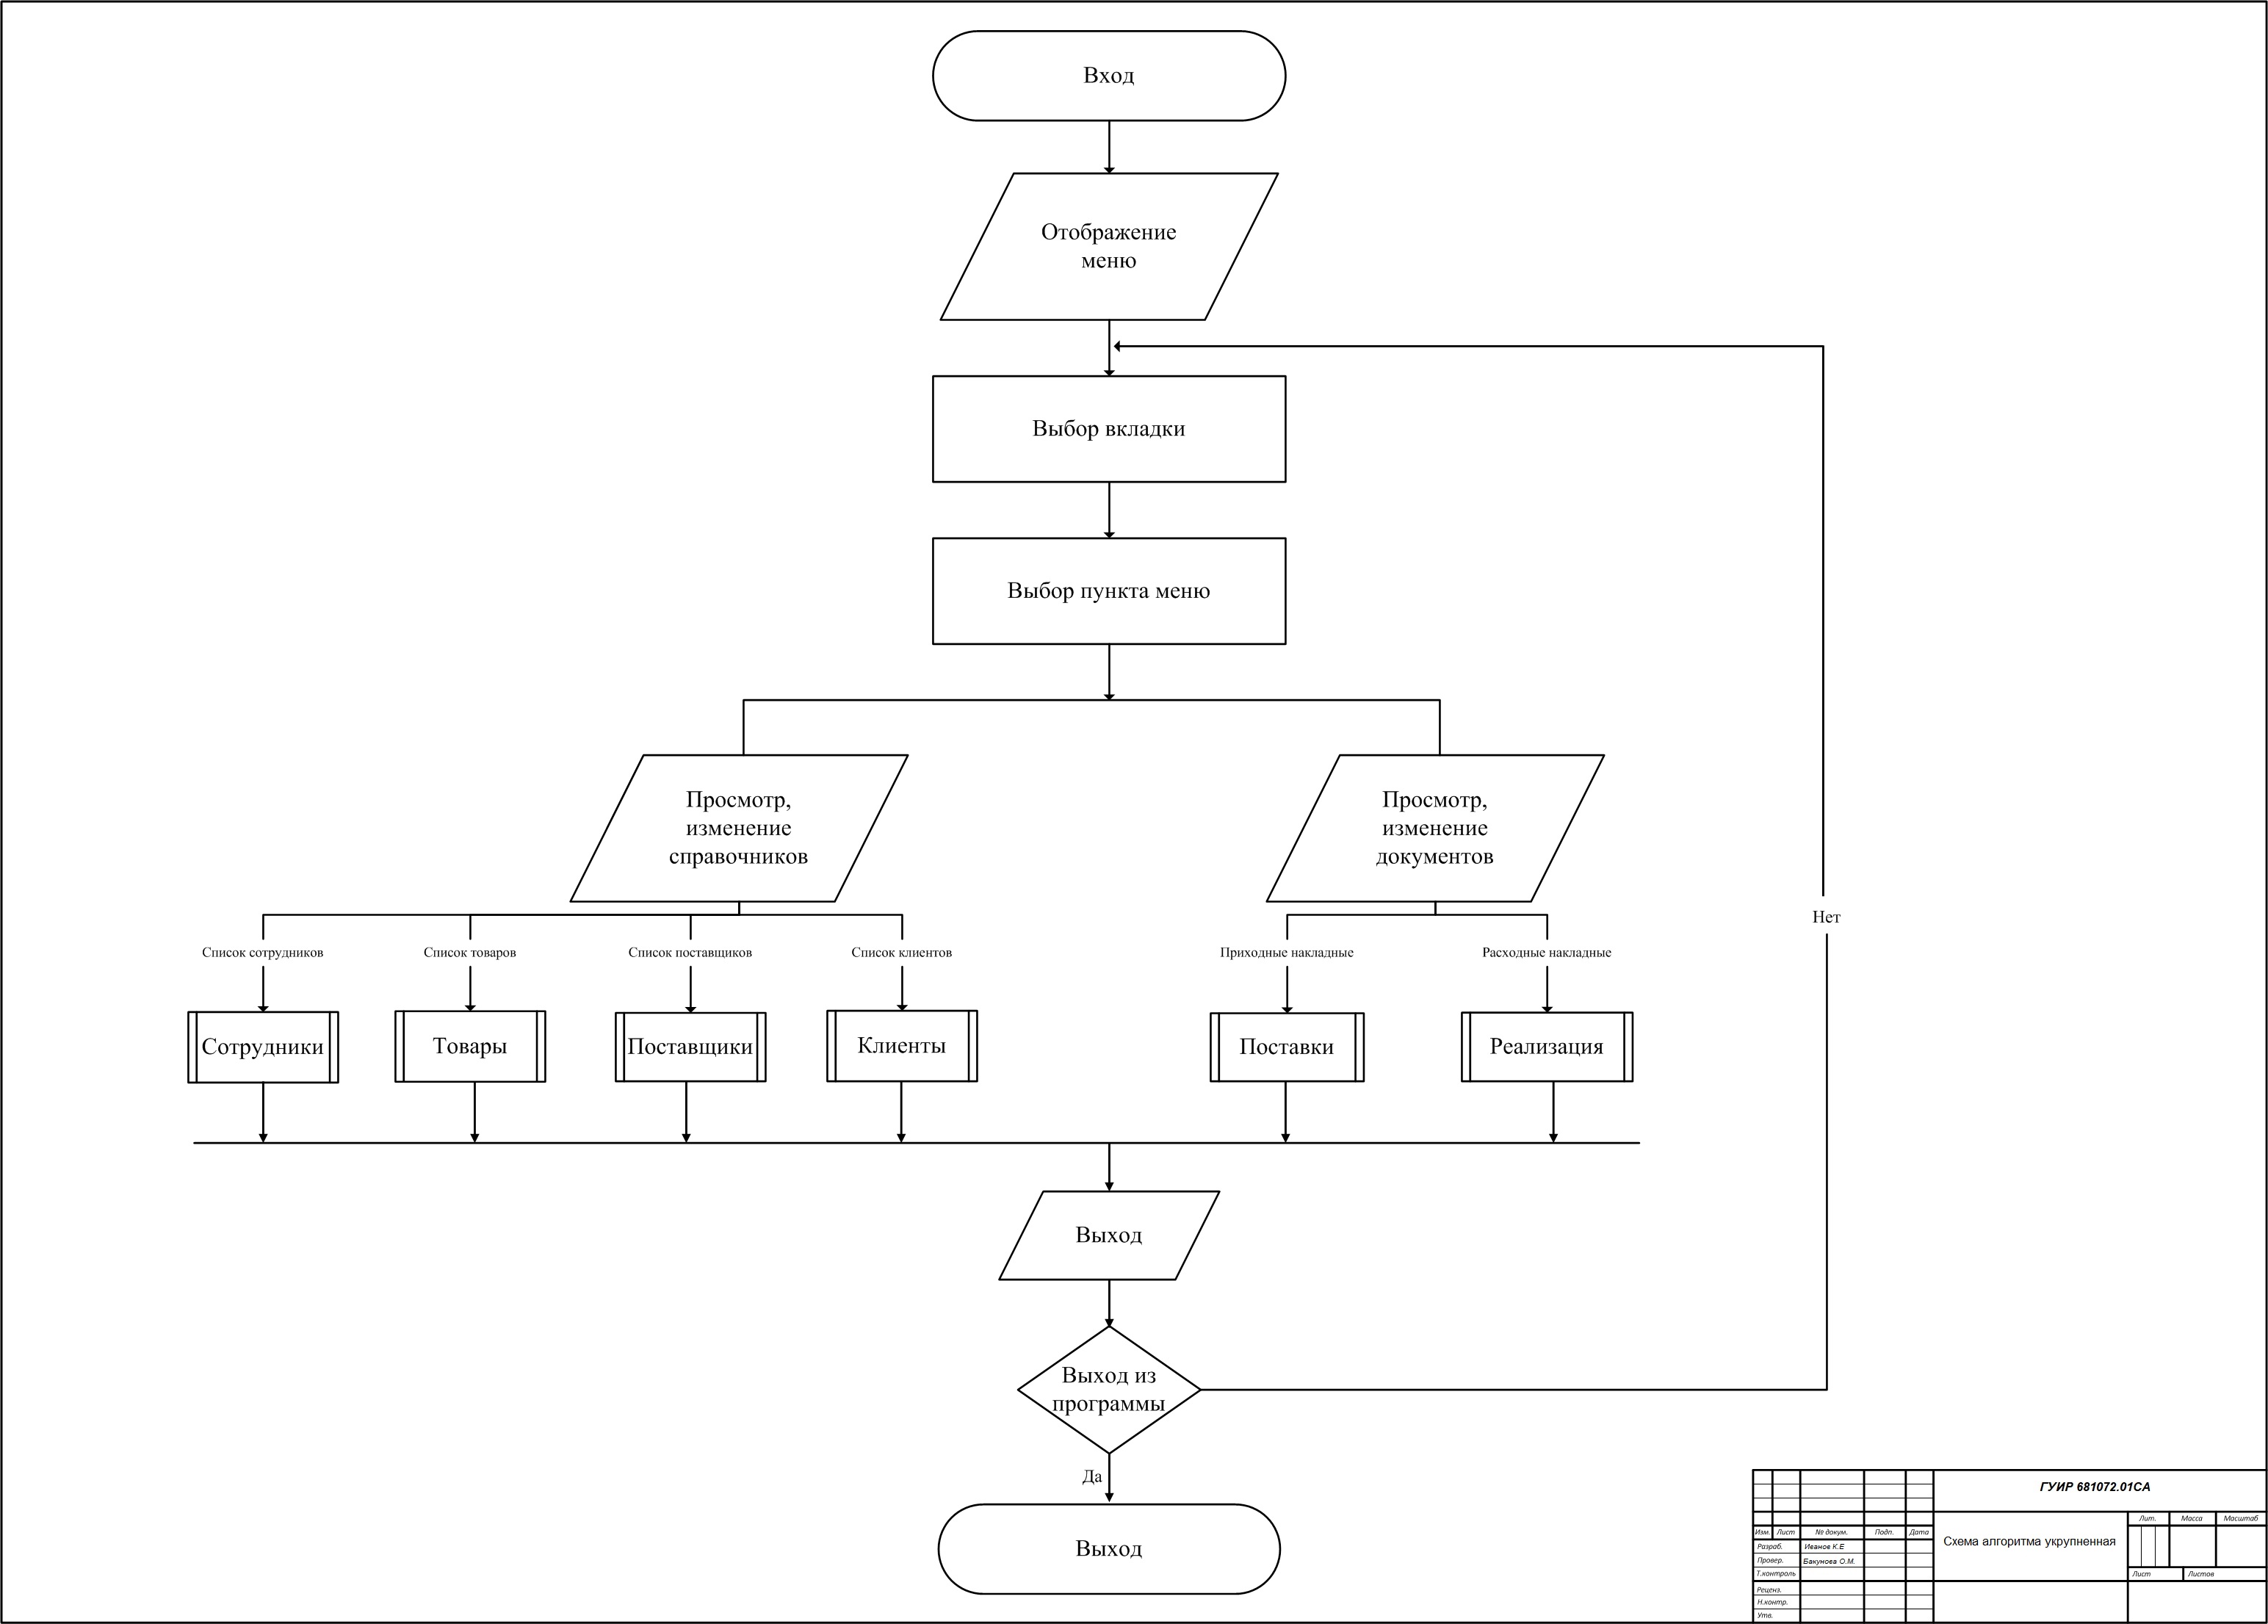 Вход
Отображение
меню
Выбор вкладки
Выбор пункта меню
Просмотр,
изменение
справочников
Просмотр,
изменение
документов
Нет
Список сотрудников
Список товаров
Список поставщиков
Список клиентов
Приходные накладные
Расходные накладные
Сотрудники
Товары
Поставщики
Клиенты
Поставки
Реализация
Выход
Выход из
программы
Да
Выход
ГУИР 681072.01СА
Изм. Лист № докум. Подп. Дата
Разраб. Иванов К.Е
Провер. Бакунова О.М.
Т.контроль
Реценз.
Н.контр.
Утв.
Схема алгоритма укрупненная
Лит. Масса Масштаб
Лист Листов